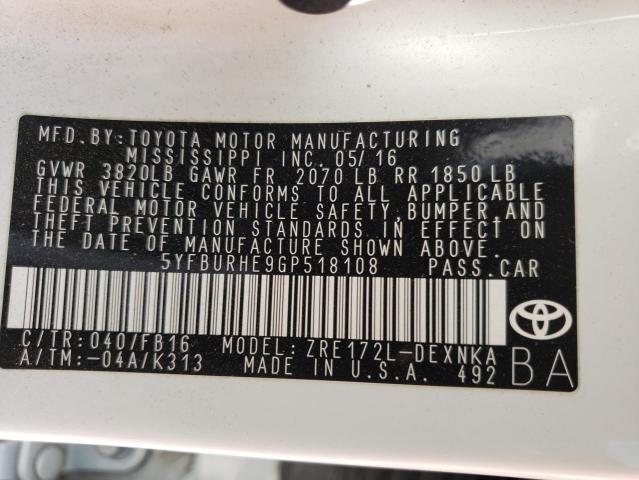 MFD.BY:TOYOTA MOTOR MANUFACTURING
MISSISSIPPI INC. 05/16
GVWR 3820LB GAWR FR 2070 LB RR 1850 LB
THIS VEHICLE CONFORMS TO ALL APPLICABLE
FEDERAL MOTOR VEHICLE SAFETY,BUMPER,AND
THEFT PREVENTION STANDARDS IN EFFECT ON
THE DATE OF MANUFACTURE SHOWN ABOVE.
5YFBURHE9GP518108 PASS.CAR
C/TR: 040/FB16 MODEL: ZRE172L-DEXNKA
A/TM:-04A/K313 MADE IN U.S.A. 492
BA